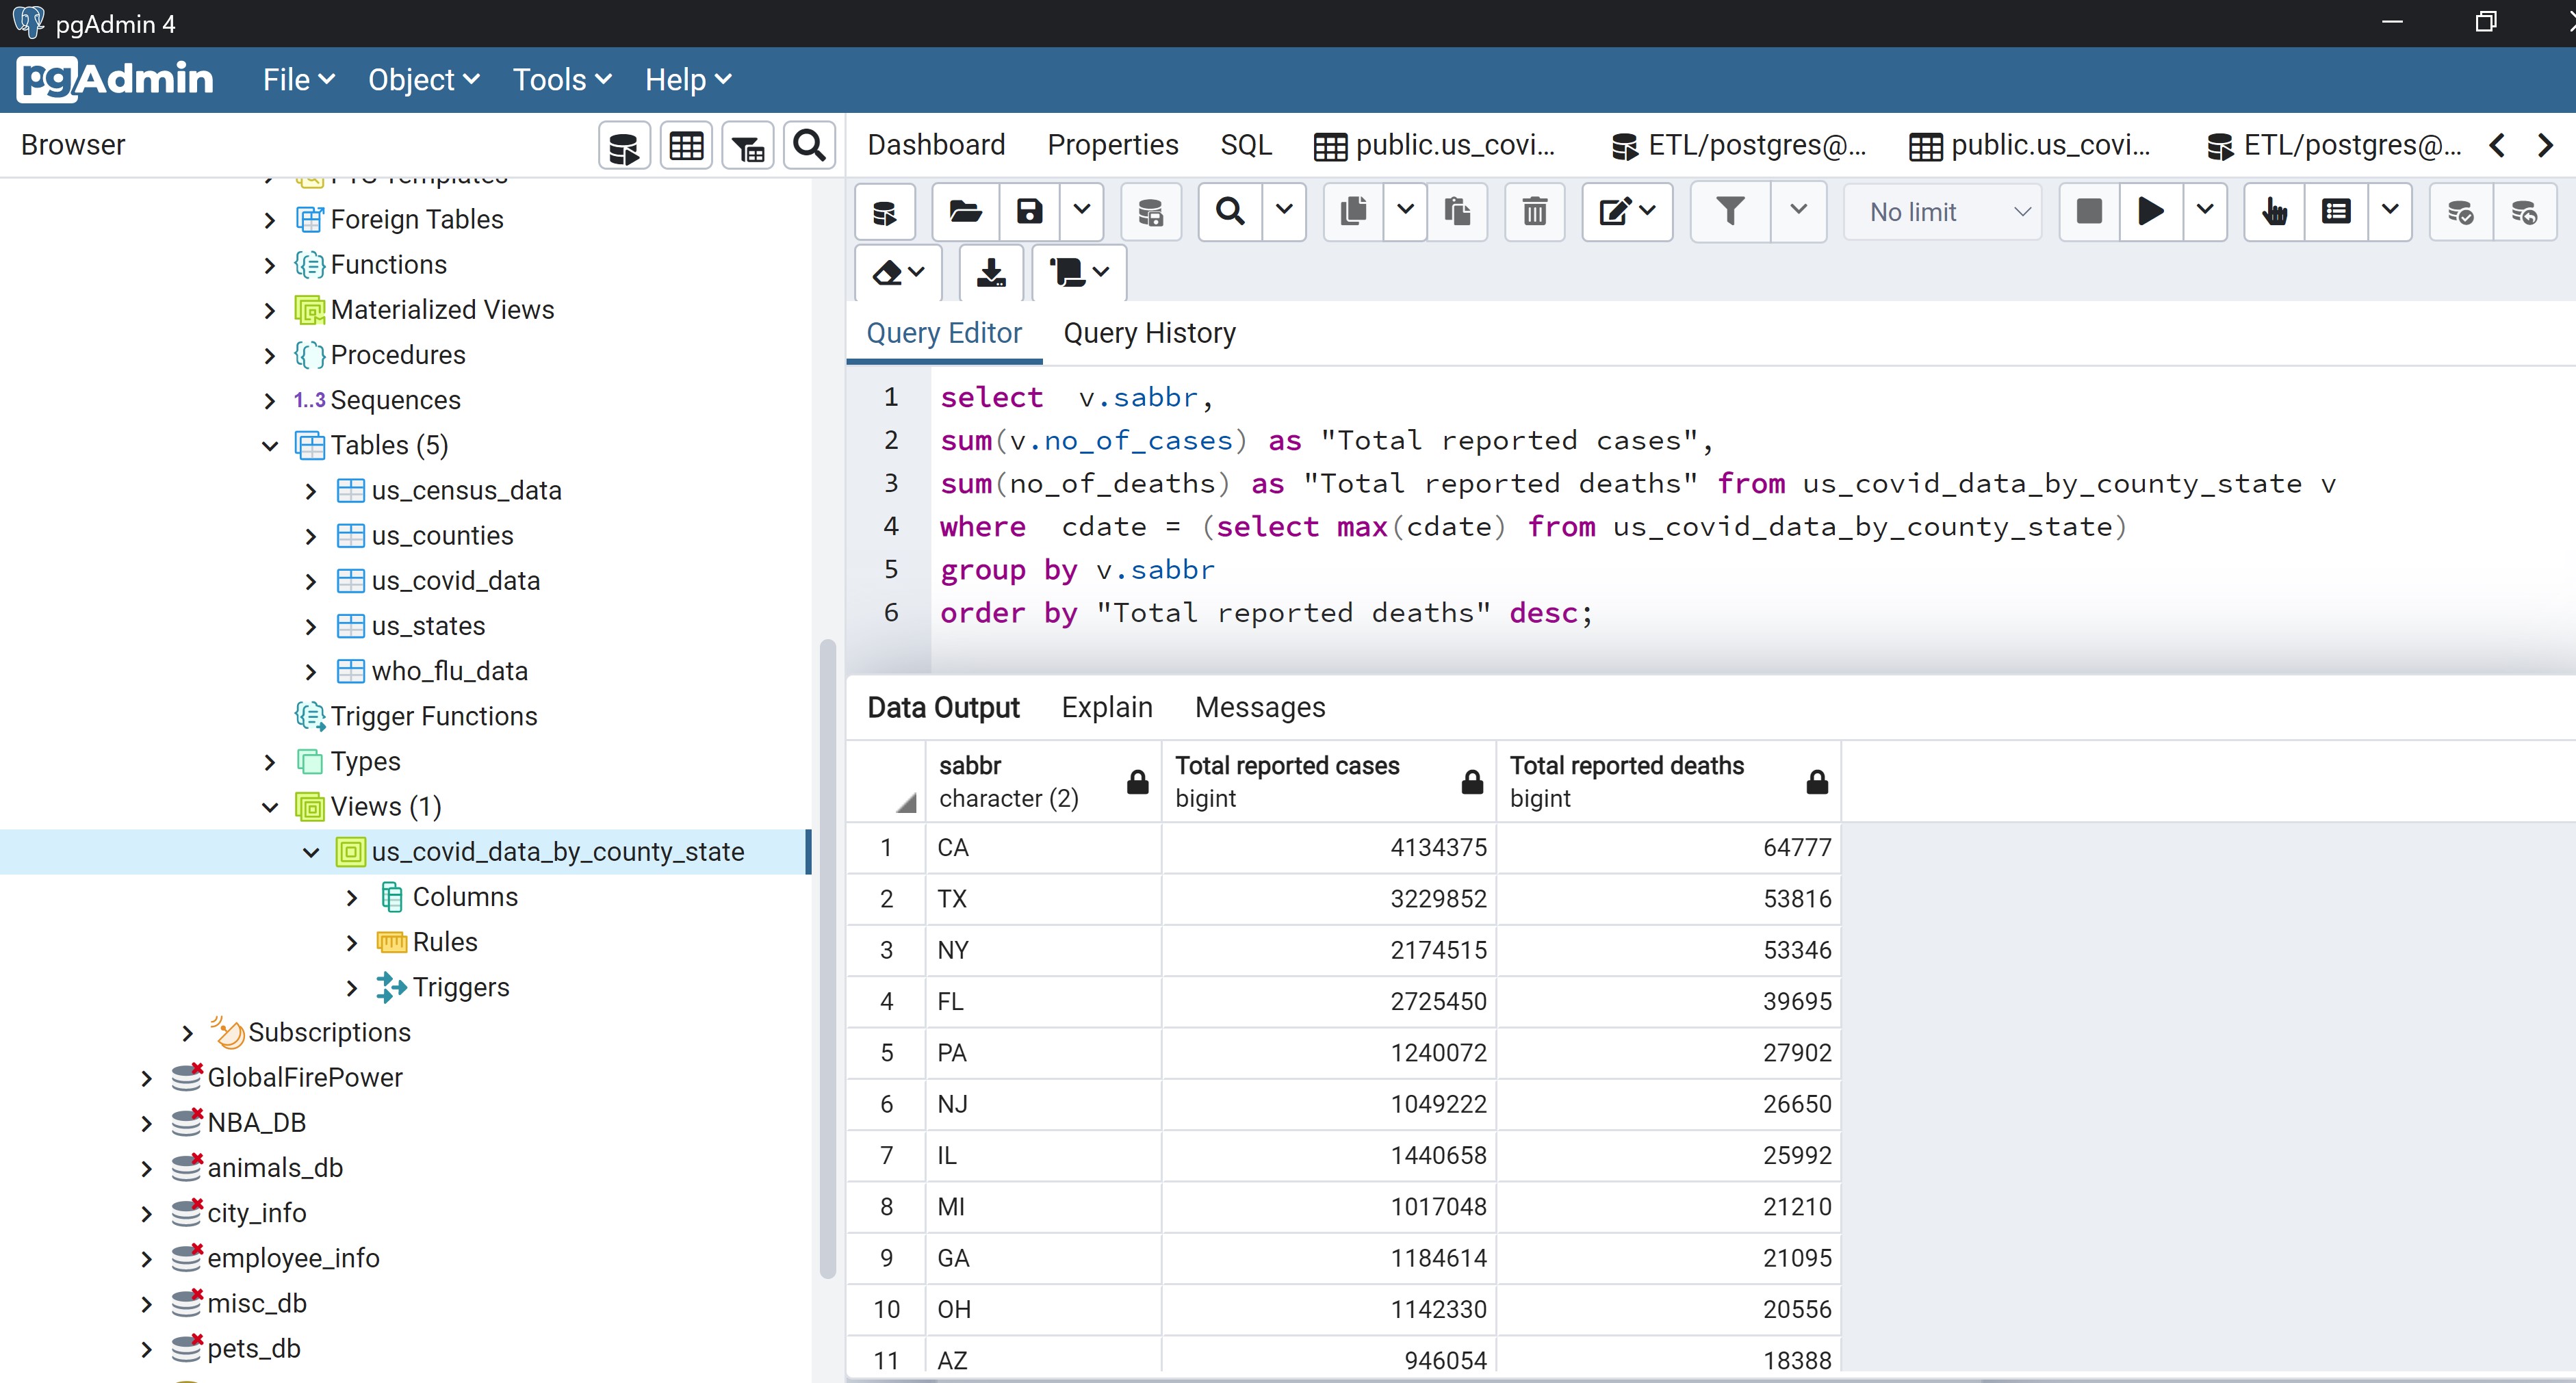 pgAdmin 4
pgAdmin File Object Tools Help
Browser
Foreign Tables
Functions
Materialized Views
Procedures
1..3 Sequences
Tables (5)
us_census_data
us_counties
us_covid_data
us_states
who_flu_data
Trigger Functions
Types
Views (1)
us_covid_data_by_county_state
Columns
Rules
Triggers
Subscriptions
GlobalFirePower
NBA_DB
animals_db
city_info
employee_info
misc_db
pets_db
Dashboard Properties SQL public.us_covi... ETL/postgres@... public.us_covi... ETL/postgres@...
No limit
Query Editor Query History
1 select v.sabbr,
2 sum(v.no_of_cases) as "Total reported cases",
3 sum(no_of_deaths) as "Total reported deaths" from us_covid_data_by_county_state v
4 where cdate = (select max(cdate) from us_covid_data_by_county_state)
5 group by v.sabbr
6 order by "Total reported deaths" desc;
Data Output Explain Messages
sabbr Total reported cases Total reported deaths
character (2) bigint bigint
1 CA 4134375 64777
2 TX 3229852 53816
3 NY 2174515 53346
4 FL 2725450 39695
5 PA 1240072 27902
6 NJ 1049222 26650
7 IL 1440658 25992
8 MI 1017048 21210
9 GA 1184614 21095
10 OH 1142330 20556
11 AZ 946054 18388